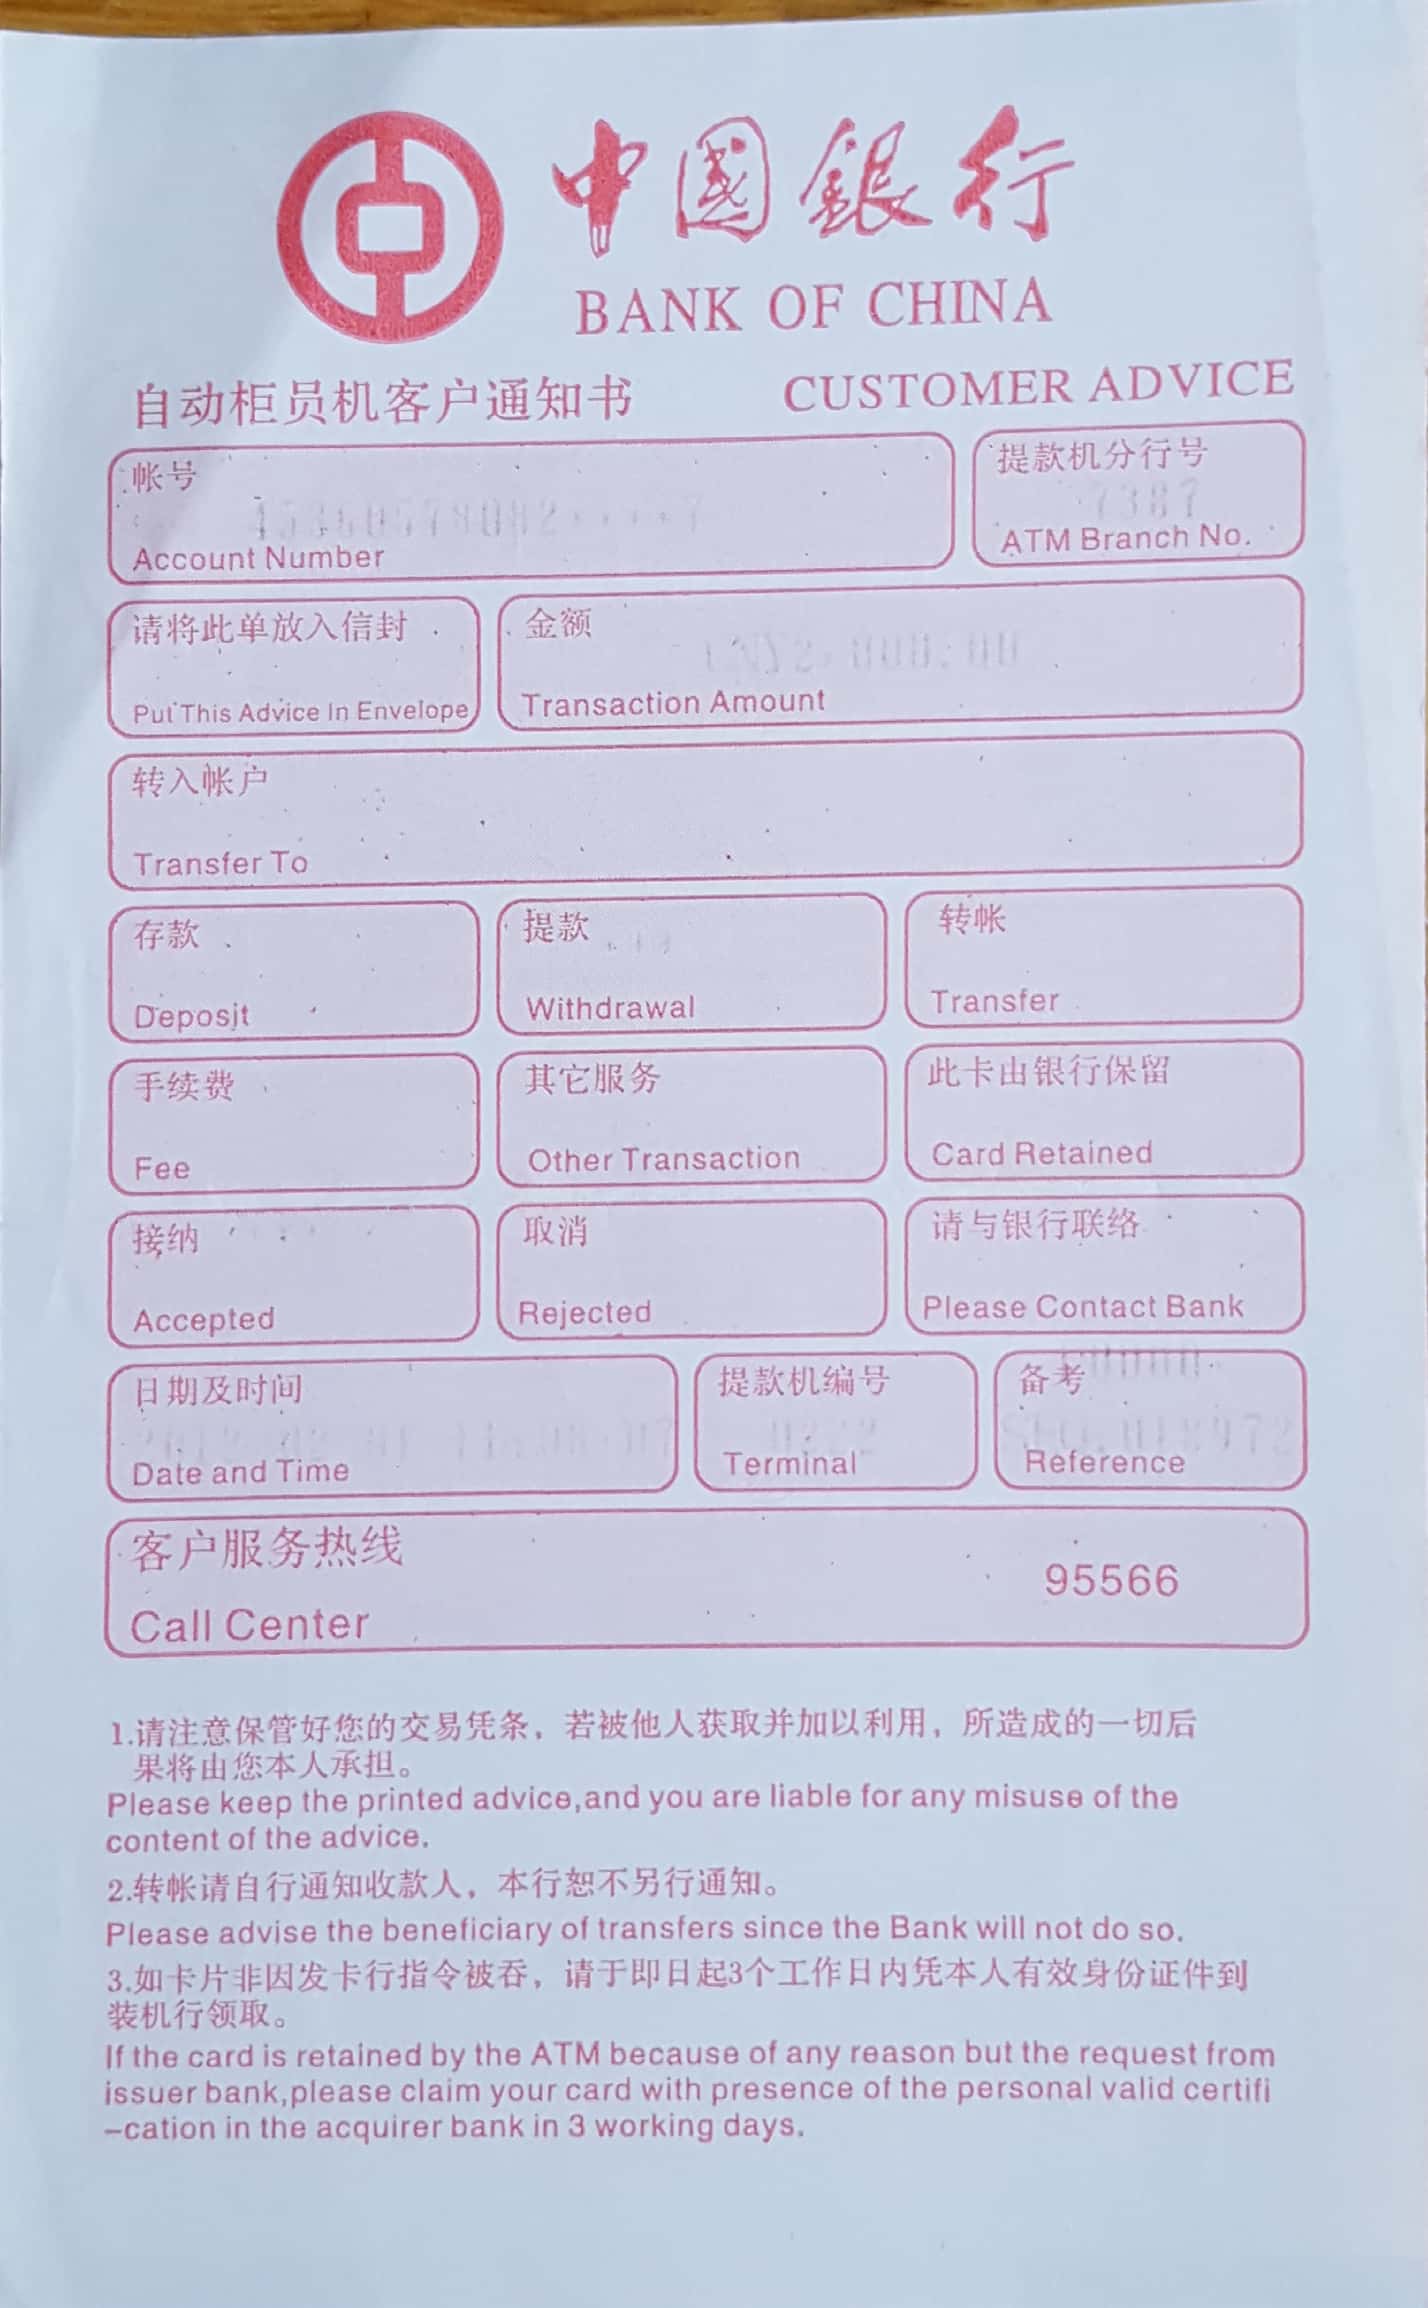 中國銀行
BANK OF CHINA
自动柜员机客户通知书 CUSTOMER ADVICE
帐号 提款机分行号
7387
Account Number ATM Branch No.
请将此单放入信封 金额
Put This Advice In Envelope Transaction Amount
转入帐户
Transfer To
存款 提款 转帐
Deposit Withdrawal Transfer
手续费 其它服务 此卡由银行保留
Fee Other Transaction Card Retained
接纳 取消 请与银行联络
Accepted Rejected Please Contact Bank
日期及时间 提款机编号 备考
Date and Time Terminal Reference
客户服务热线 95566
Call Center
1.请注意保管好您的交易凭条，若被他人获取并加以利用，所造成的一切后
果将由您本人承担。
Please keep the printed advice,and you are liable for any misuse of the
content of the advice.
2.转帐请自行通知收款人，本行恕不另行通知。
Please advise the beneficiary of transfers since the Bank will not do so.
3.如卡片非因发卡行指令被吞，请于即日起3个工作日内凭本人有效身份证件到
装机行领取。
If the card is retained by the ATM because of any reason but the request from
issuer bank,please claim your card with presence of the personal valid certifi
-cation in the acquirer bank in 3 working days.